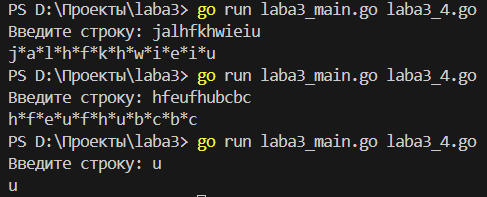 PS D:\Проекты\laba3> go run laba3_main.go laba3_4.go
Введите строку: jalhfkhwieiu
j*a*l*h*f*k*h*w*i*e*i*u
PS D:\Проекты\laba3> go run laba3_main.go laba3_4.go
Введите строку: hfeufhubcbc
h*f*e*u*f*h*u*b*c*b*c
PS D:\Проекты\laba3> go run laba3_main.go laba3_4.go
Введите строку: u
u